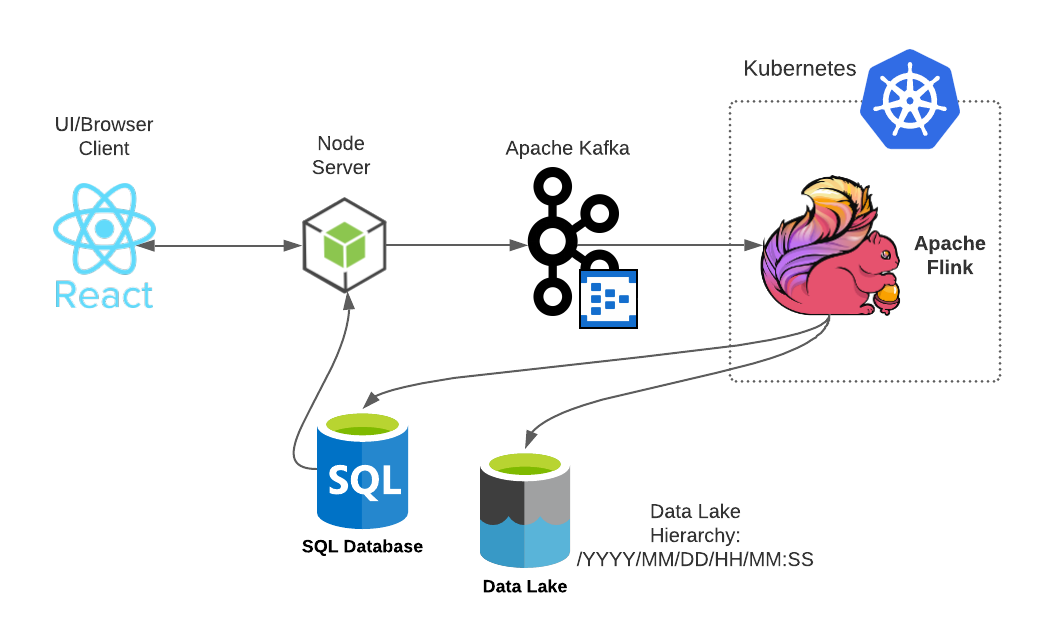 Kubernetes
UI/Browser
Client
Node
Server
Apache Kafka
React
Apache
Flink
SQL
SQL Database
Data Lake
Data Lake
Hierarchy:
/YYYY/MM/DD/HH/MM:SS